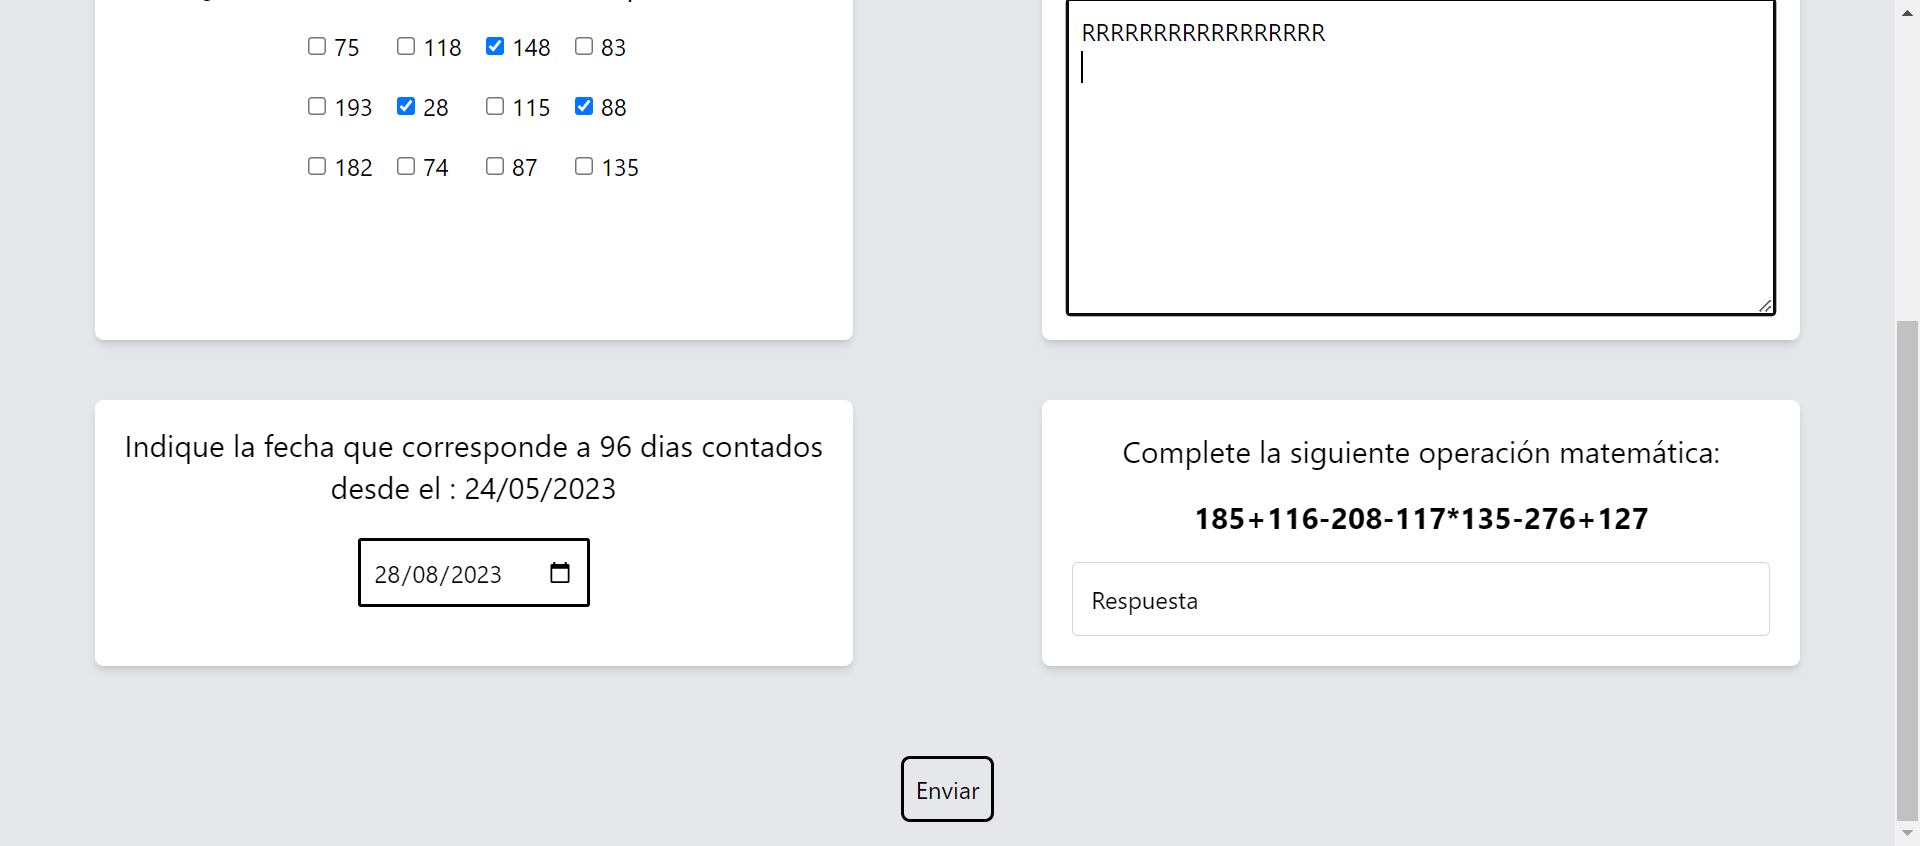 75 118 148 83
193 28 115 88
182 74 87 135
RRRRRRRRRRRRRRRRR
Indique la fecha que corresponde a 96 dias contados
desde el : 24/05/2023
28/08/2023
Complete la siguiente operación matemática:
185+116-208-117*135-276+127
Respuesta
Enviar